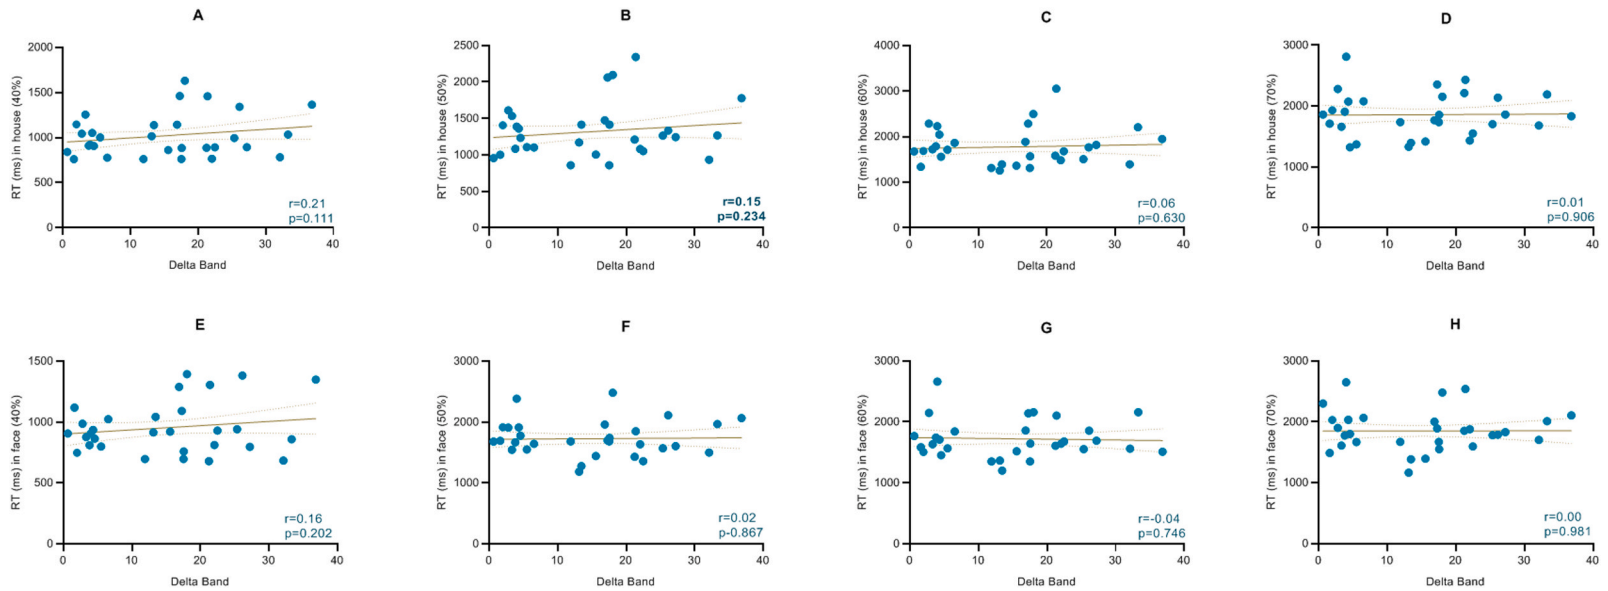 A
RT (ms) in house (40%)
2000
1500
1000
500
0
0 10 20 30 40
Delta Band
r=0.21
p=0.111
B
RT (ms) in house (50%)
2500
2000
1500
1000
500
0
0 10 20 30 40
Delta Band
r=0.15
p=0.234
C
RT (ms) in house (60%)
4000
3000
2000
1000
0
0 10 20 30 40
Delta Band
r=0.06
p=0.630
D
RT (ms) in house (70%)
3000
2000
1000
0
0 10 20 30 40
Delta Band
r=0.01
p=0.906
E
RT (ms) in face (40%)
1500
1000
500
0
0 10 20 30 40
Delta Band
r=0.16
p=0.202
F
RT (ms) in face (50%)
3000
2000
1000
0
0 10 20 30 40
Delta Band
r=0.02
p-0.867
G
RT (ms) in face (60%)
3000
2000
1000
0
0 10 20 30 40
Delta Band
r=-0.04
p=0.746
H
RT (ms) in face (70%)
3000
2000
1000
0
0 10 20 30 40
Delta Band
r=0.00
p=0.981